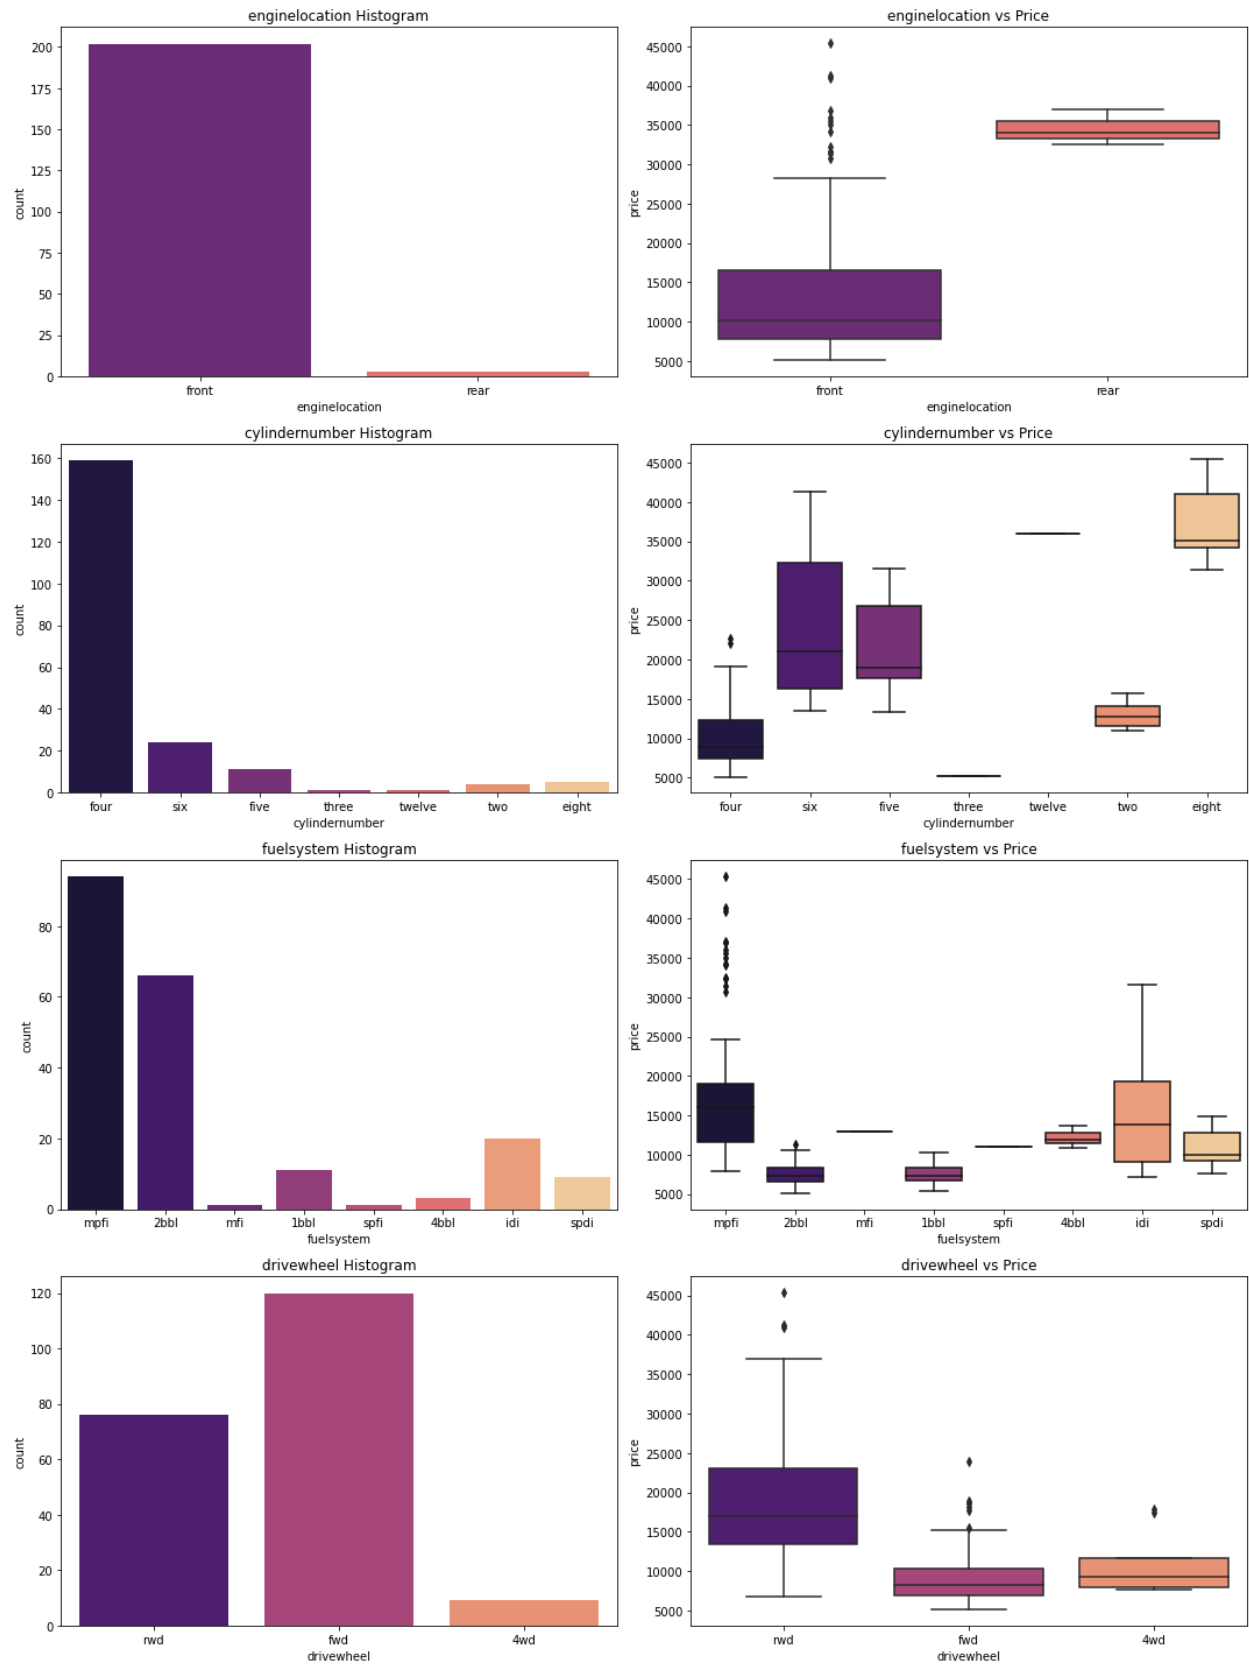 enginelocation Histogram
200
175
150
125
100
75
50
25
0
count
front rear
enginelocation
enginelocation vs Price
45000
40000
35000
30000
25000
20000
15000
10000
5000
price
front rear
enginelocation
cylindernumber Histogram
160
140
120
100
80
60
40
20
0
count
four six five three twelve two eight
cylindernumber
cylindernumber vs Price
45000
40000
35000
30000
25000
20000
15000
10000
5000
price
four six five three twelve two eight
cylindernumber
fuelsystem Histogram
80
60
40
20
0
count
mpfi 2bbl mfi 1bbl spfi 4bbl idi spdi
fuelsystem
fuelsystem vs Price
45000
40000
35000
30000
25000
20000
15000
10000
5000
price
mpfi 2bbl mfi 1bbl spfi 4bbl idi spdi
fuelsystem
drivewheel Histogram
120
100
80
60
40
20
0
count
rwd fwd 4wd
drivewheel
drivewheel vs Price
45000
40000
35000
30000
25000
20000
15000
10000
5000
price
rwd fwd 4wd
drivewheel